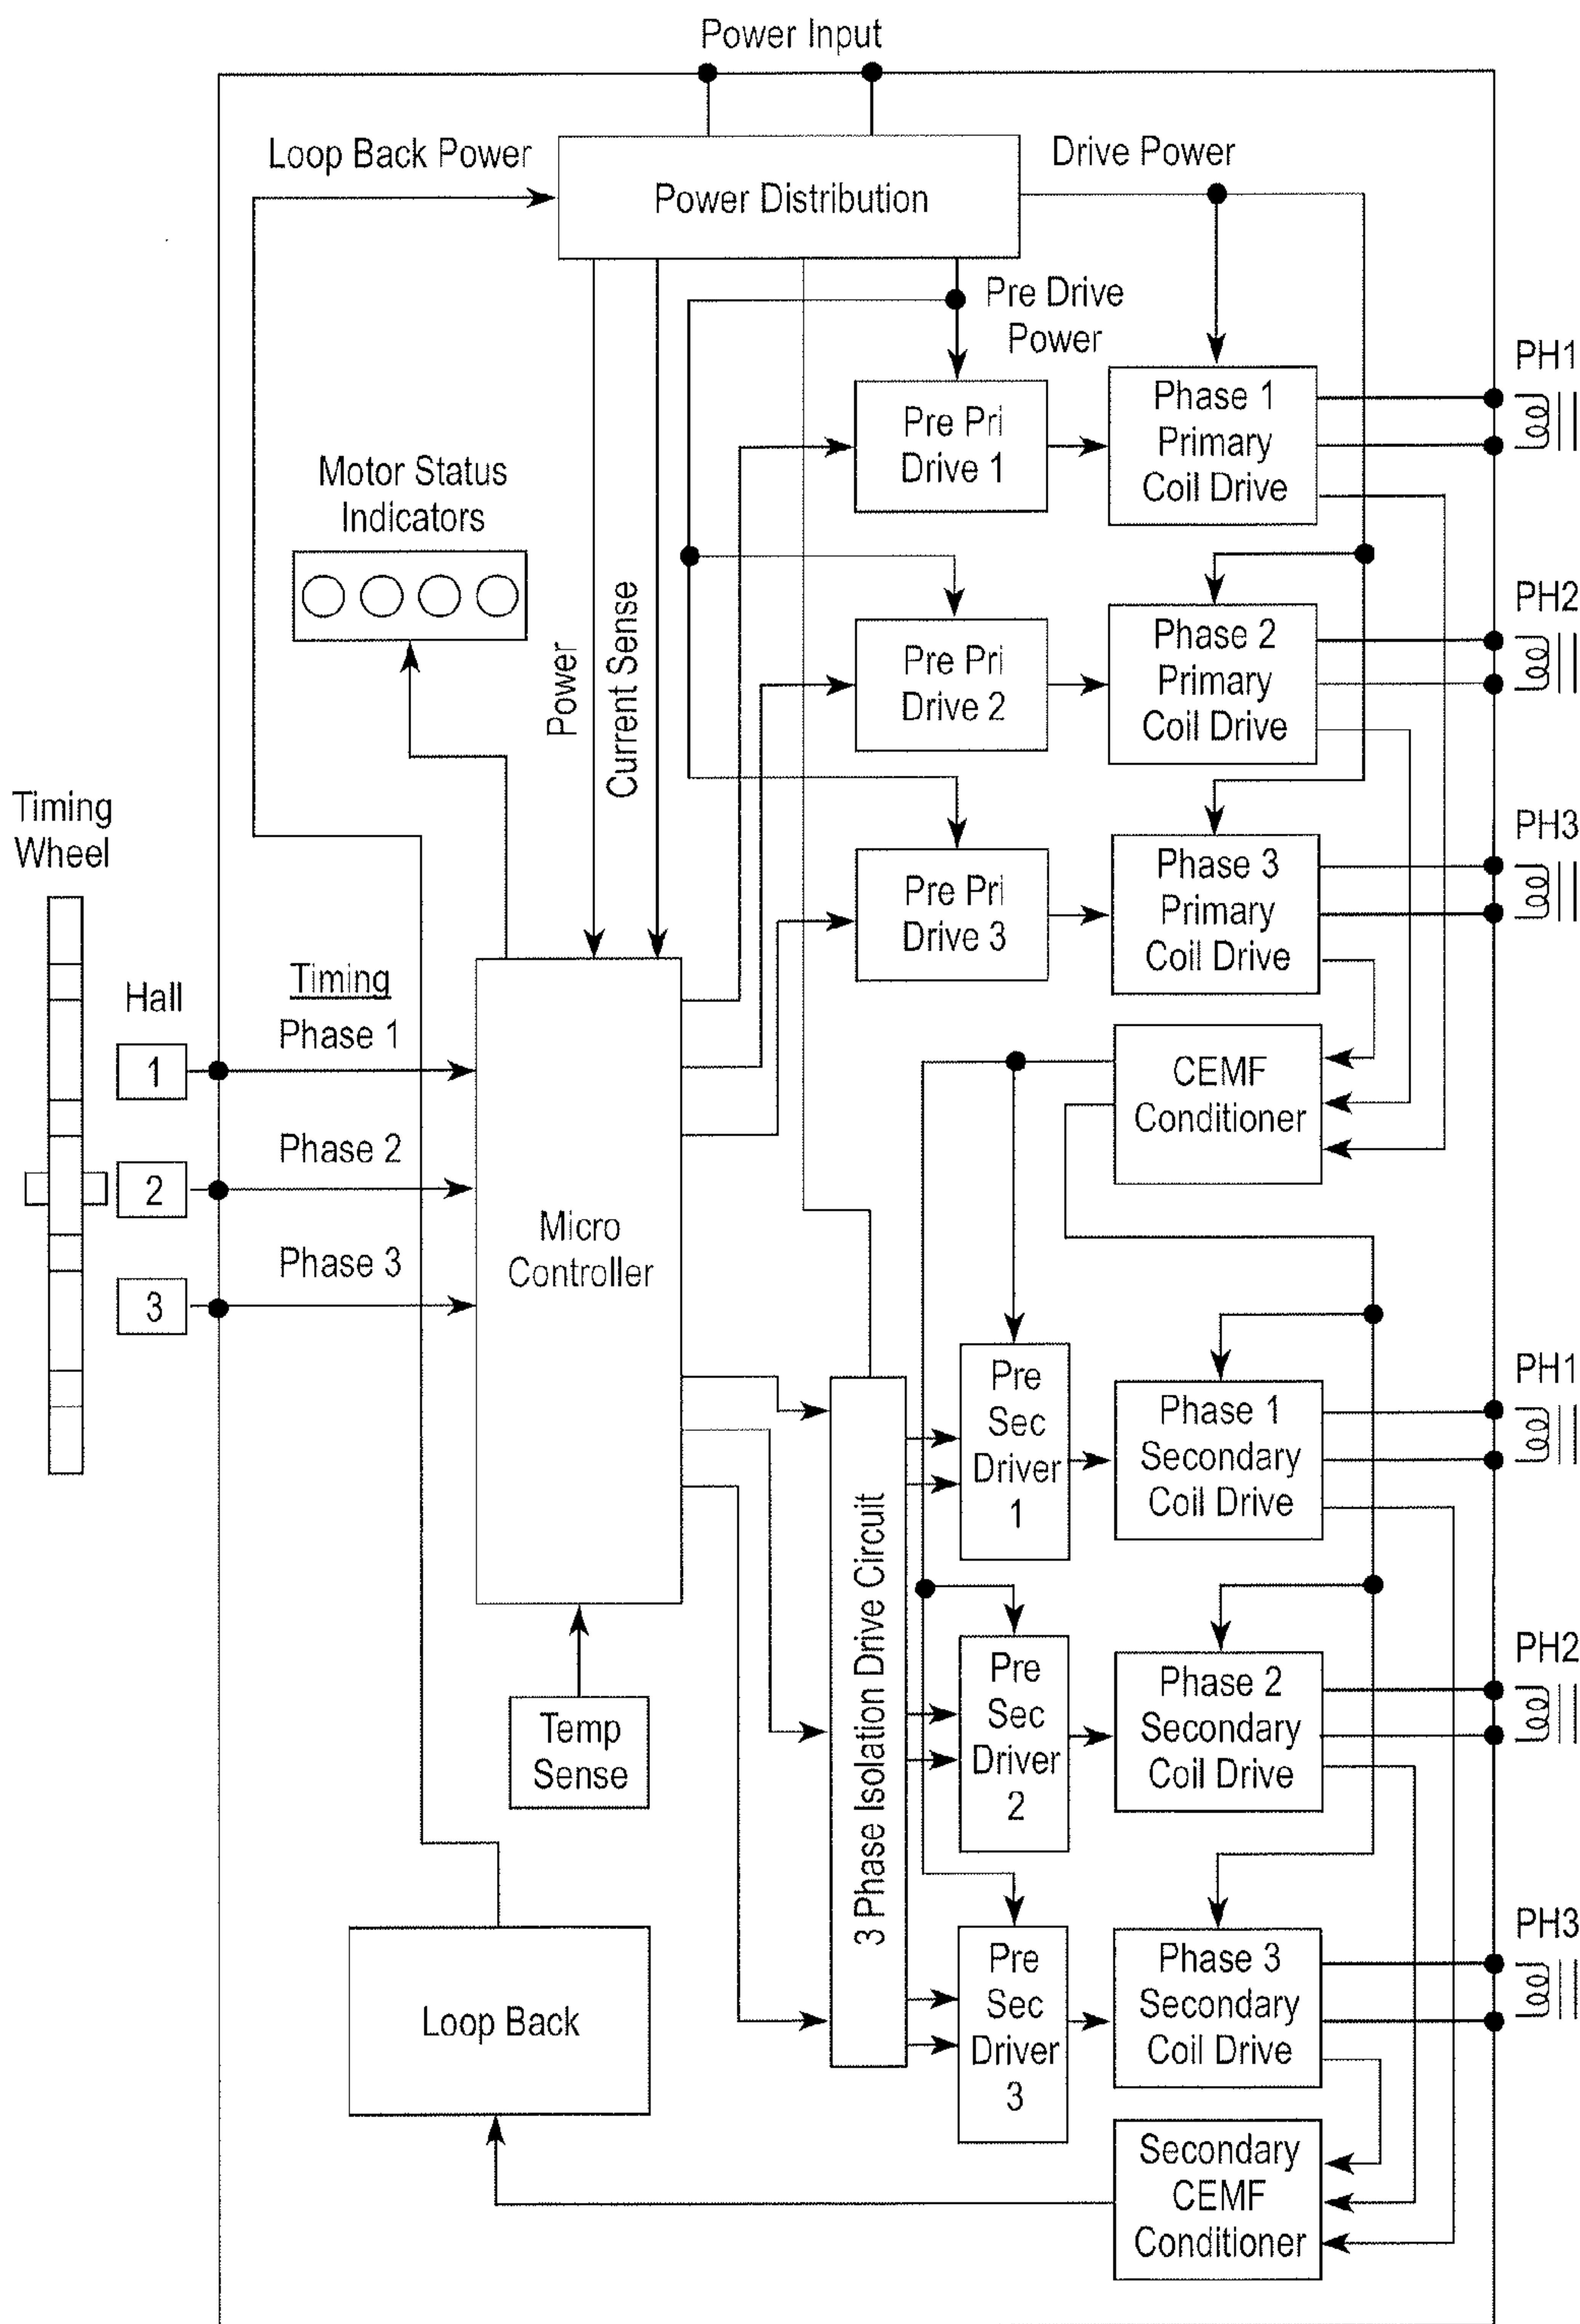 Power Input
Loop Back Power
Drive Power
Power Distribution
Pre Drive
Power
PH1
Phase 1
Primary
Coil Drive
Pre Pri
Drive 1
Motor Status
Indicators
Power
Current Sense
PH2
Phase 2
Primary
Coil Drive
Pre Pri
Drive 2
Timing
Wheel
PH3
Phase 3
Primary
Coil Drive
Pre Pri
Drive 3
Hall
Timing
Phase 1
1
Phase 2
2
Phase 3
3
CEMF
Conditioner
Micro
Controller
PH1
Pre
Sec
Driver
1
Phase 1
Secondary
Coil Drive
3 Phase Isolation Drive Circuit
PH2
Pre
Sec
Driver
2
Phase 2
Secondary
Coil Drive
Temp
Sense
PH3
Pre
Sec
Driver
3
Phase 3
Secondary
Coil Drive
Loop Back
Secondary
CEMF
Conditioner